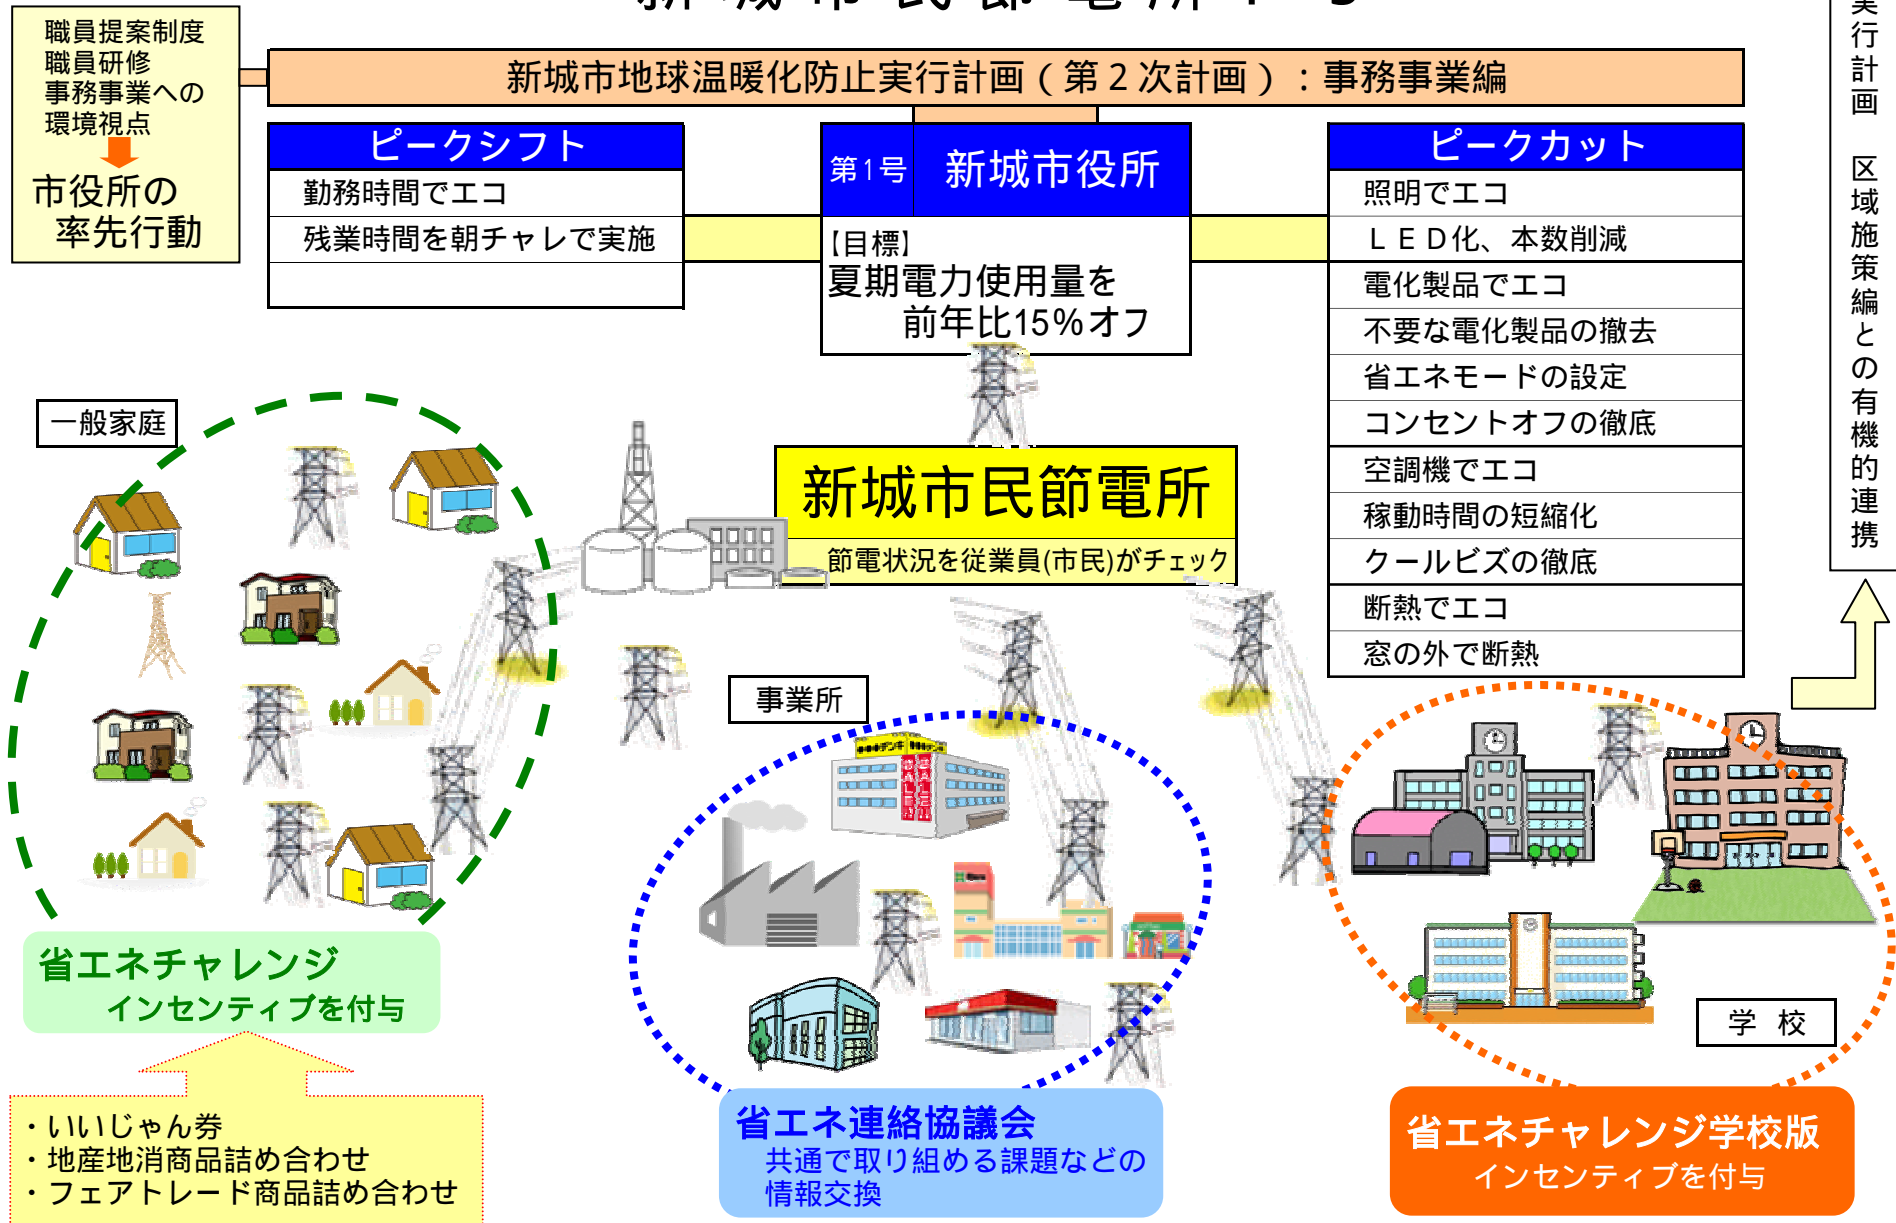 新城市民節電所
職員提案制度
職員研修
事務事業への
環境視点
市役所の
率先行動
新城市地球温暖化防止実行計画(第2次計画):事務事業編
ピークシフト
勤務時間でエコ
残業時間を朝チャレで実施
第1号 新城市役所
【目標】
夏期電力使用量を
前年比15%オフ
ピークカット
照明でエコ
LED化、本数削減
電化製品でエコ
不要な電化製品の撤去
省エネモードの設定
コンセントオフの徹底
空調機でエコ
稼動時間の短縮化
クールビズの徹底
断熱でエコ
窓の外で断熱
実行計画 区域施策編との有機的連携
一般家庭
新城市民節電所
節電状況を従業員(市民)がチェック
事業所
学校
省エネチャレンジ
インセンティブを付与
・いいじゃん券
・地産地消商品詰め合わせ
・フェアトレード商品詰め合わせ
省エネ連絡協議会
共通で取り組める課題などの
情報交換
省エネチャレンジ学校版
インセンティブを付与